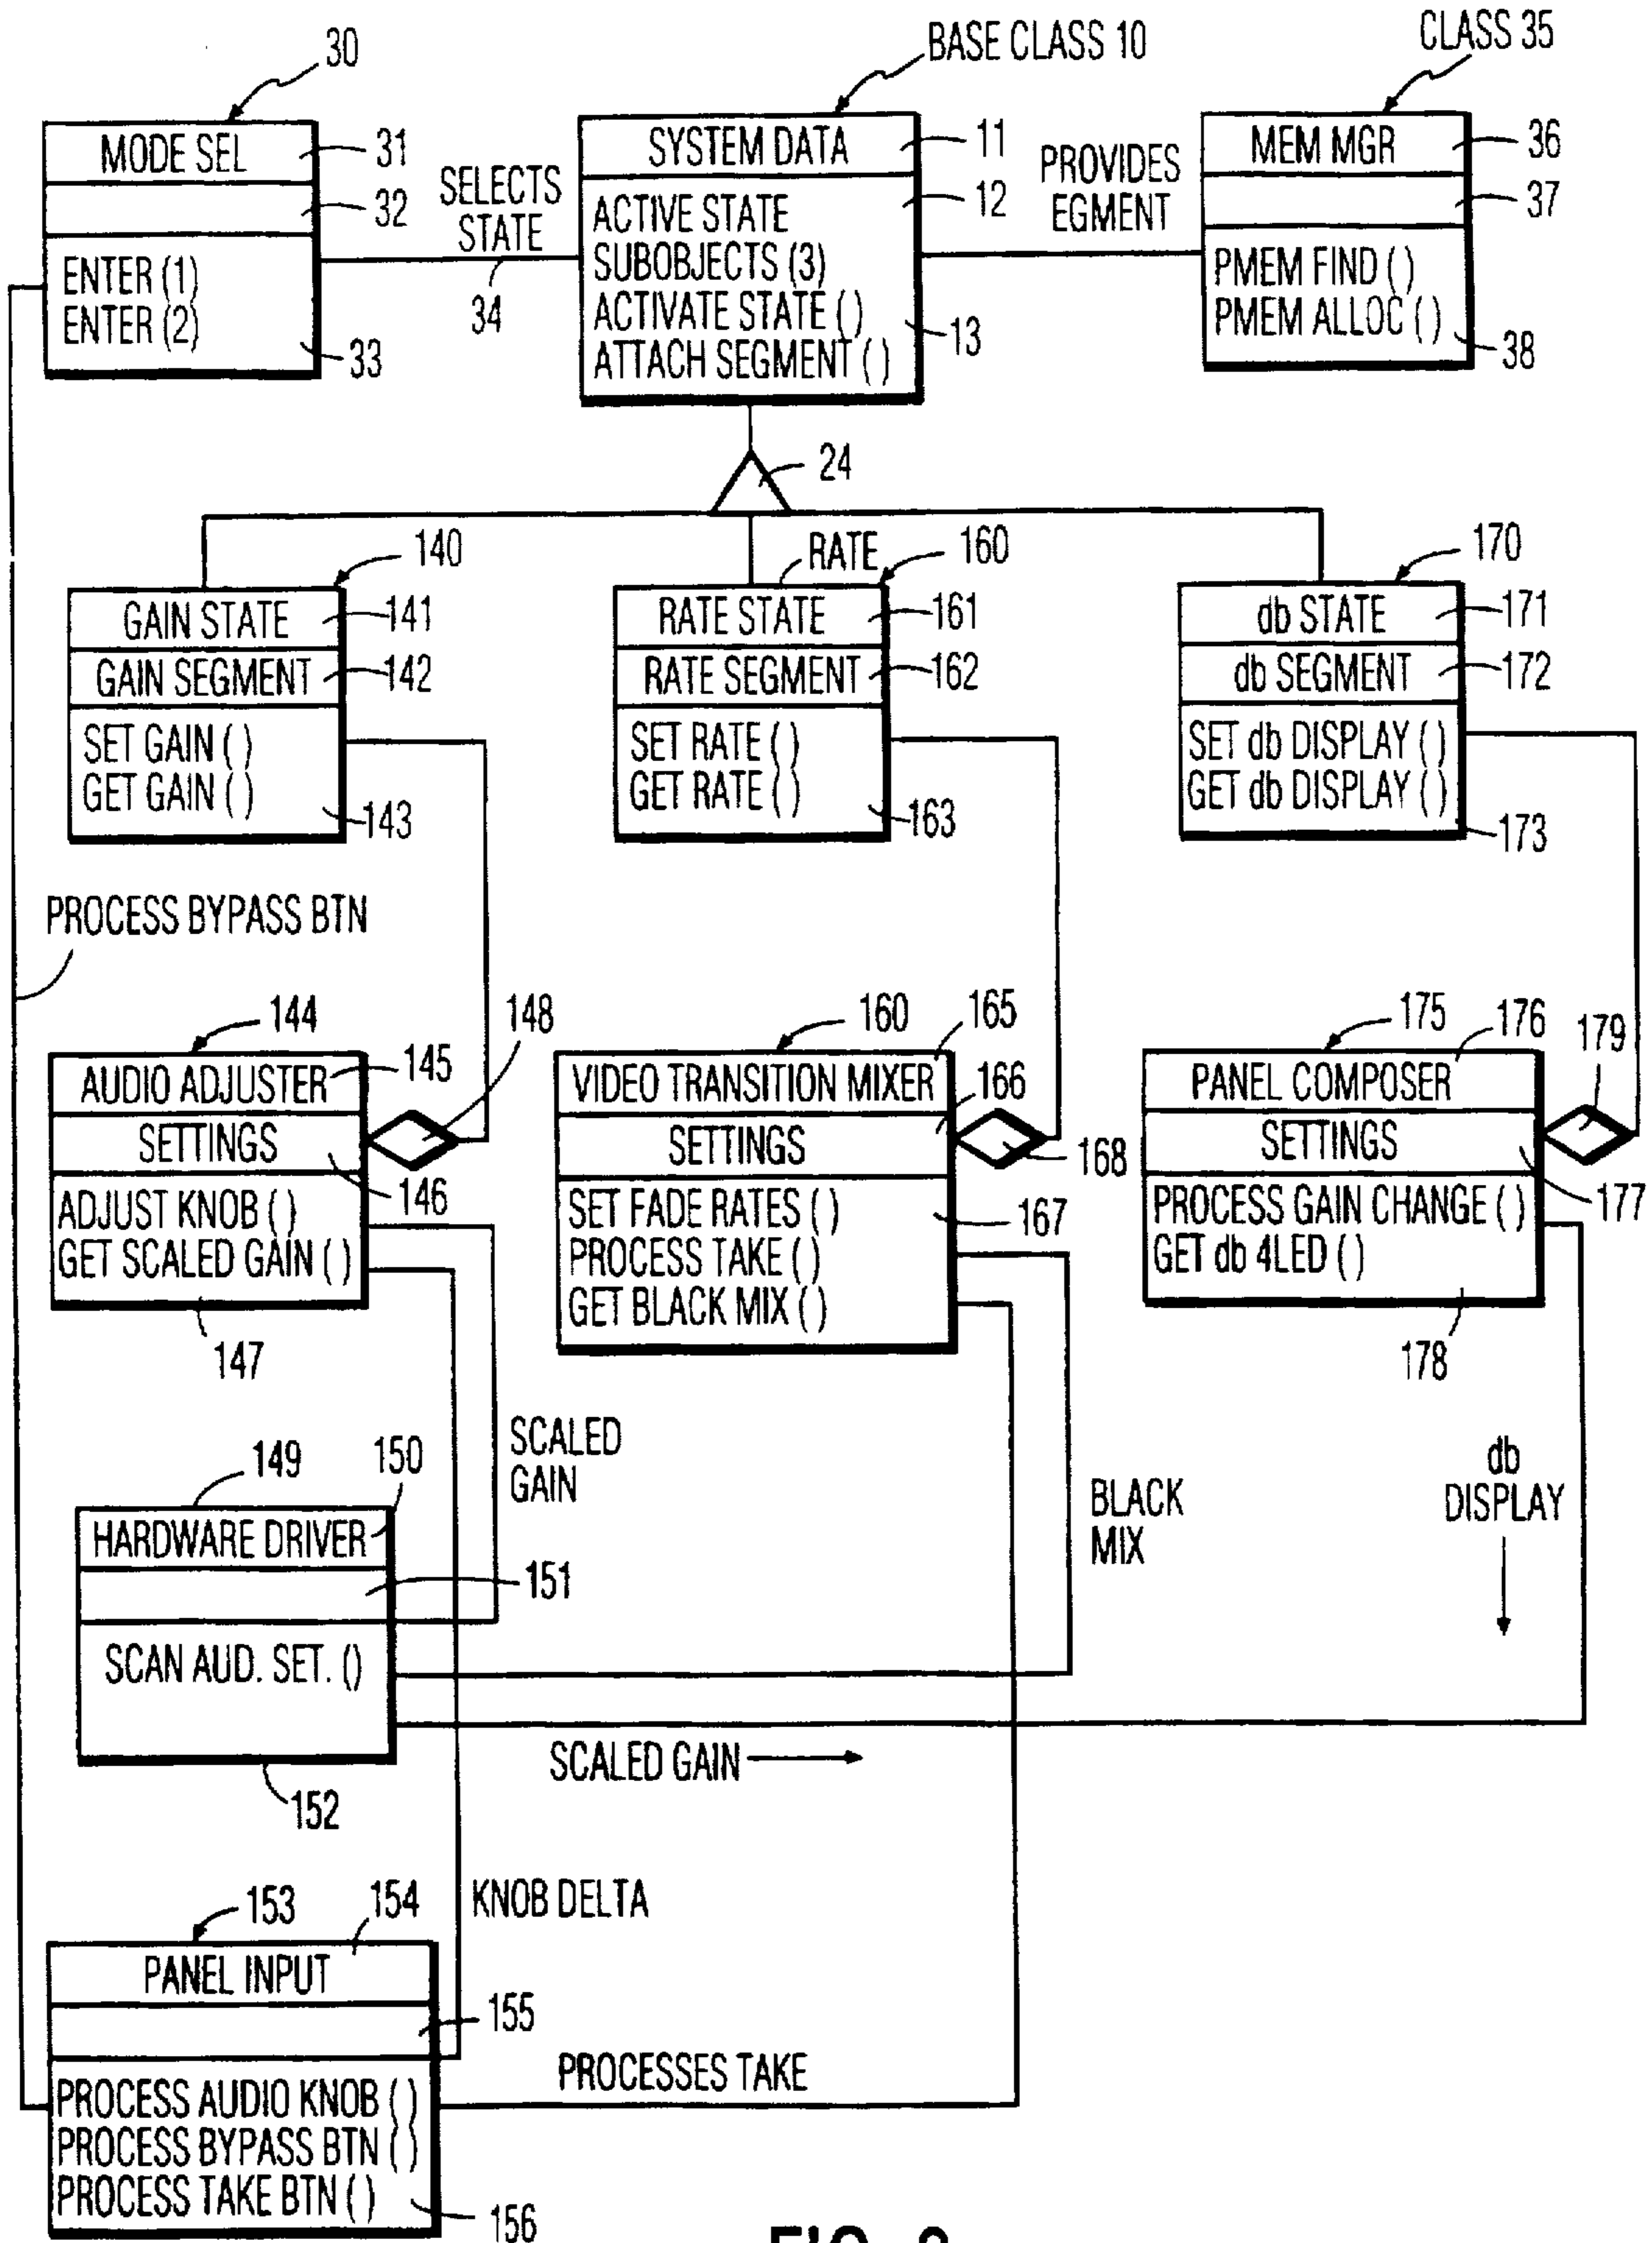 30
BASE CLASS 10
CLASS 35
MODE SEL
31
32
ENTER (1)
ENTER (2)
33
SELECTS
STATE
34
SYSTEM DATA
11
12
ACTIVE STATE
SUBOBJECTS (3)
ACTIVATE STATE ( )
ATTACH SEGMENT ( )
13
PROVIDES
EGMENT
MEM MGR
36
37
PMEM FIND ( )
PMEM ALLOC ( )
38
24
140
GAIN STATE
141
GAIN SEGMENT
142
SET GAIN ( )
GET GAIN ( )
143
RATE
160
RATE STATE
161
RATE SEGMENT
162
SET RATE ( )
GET RATE ( )
163
170
db STATE
171
db SEGMENT
172
SET db DISPLAY ( )
GET db DISPLAY ( )
173
PROCESS BYPASS BTN
144
148
AUDIO ADJUSTER
145
SETTINGS
146
ADJUST KNOB ( )
GET SCALED GAIN ( )
147
160
165
VIDEO TRANSITION MIXER
166
SETTINGS
168
SET FADE RATES ( )
167
PROCESS TAKE ( )
GET BLACK MIX ( )
175
176
179
PANEL COMPOSER
SETTINGS
177
PROCESS GAIN CHANGE ( )
GET db 4LED ( )
178
SCALED
GAIN
BLACK
MIX
db
DISPLAY
149
150
HARDWARE DRIVER
151
SCAN AUD. SET. ()
152
SCALED GAIN
KNOB DELTA
153
154
PANEL INPUT
155
PROCESSES TAKE
PROCESS AUDIO KNOB ( )
PROCESS BYPASS BTN ( )
PROCESS TAKE BTN ( )
156